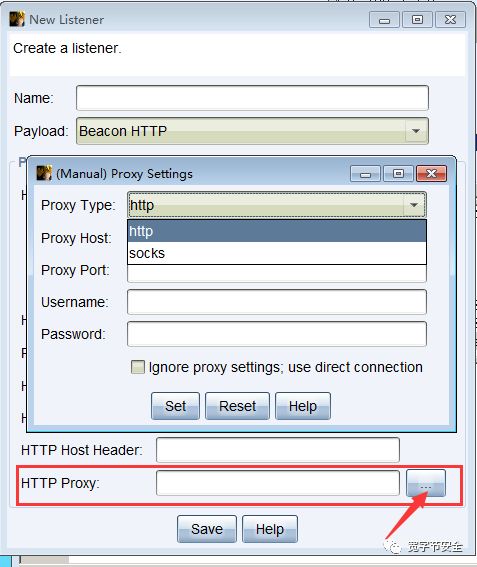 New Listener
Create a listener.
Name:
Payload: Beacon HTTP
(Manual) Proxy Settings
Proxy Type: http
http
socks
Proxy Host:
Proxy Port:
Username:
Password:
Ignore proxy settings; use direct connection
Set Reset Help
HTTP Host Header:
HTTP Proxy: ...
Save Help
宽字节安全